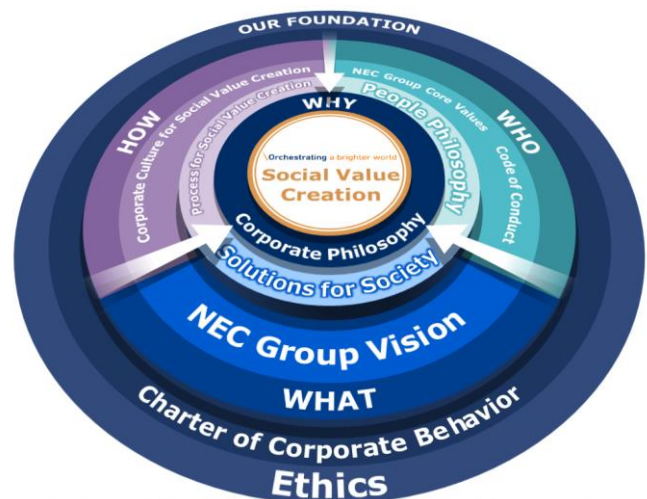 OUR FOUNDATION
HOW
Corporate Culture for Social Value Creation
Process for Social Value Creation
WHY
NEC Group Core Values
People Philosophy
WHO
Code of Conduct
\Orchestrating a brighter world
Social Value
Creation
Corporate Philosophy
Solutions for Society
NEC Group Vision
WHAT
Charter of Corporate Behavior
Ethics